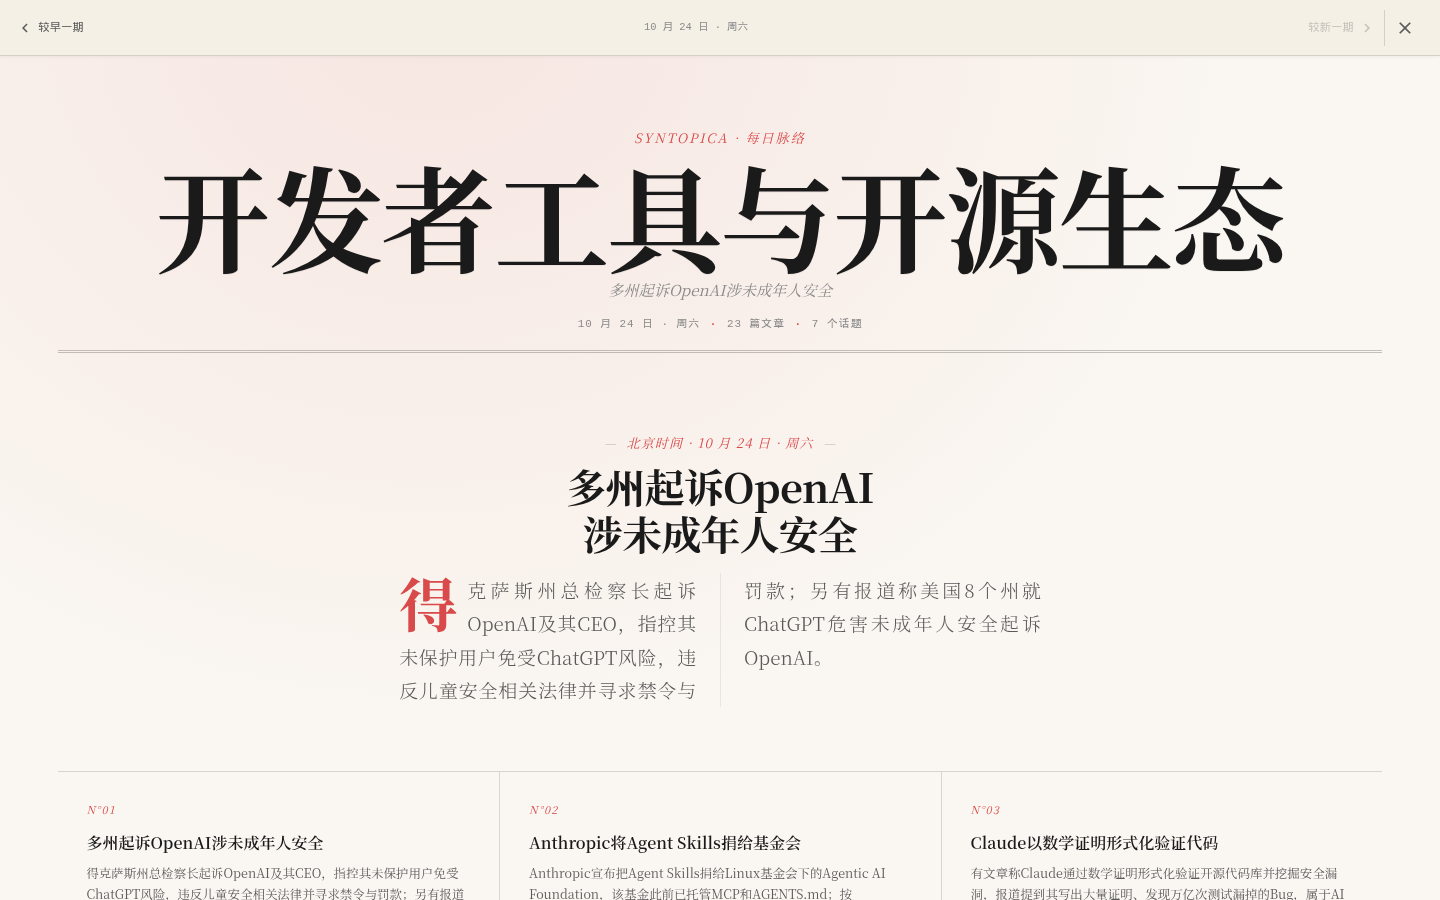 较早一期
10 月 24 日 · 周六
较新一期
SYNTOPICA · 每日脉络
开发者工具与开源生态
多州起诉OpenAI涉未成年人安全
10 月 24 日 · 周六 · 23 篇文章 · 7 个话题
— 北京时间 · 10 月 24 日 · 周六 —
多州起诉OpenAI
涉未成年人安全
得克萨斯州总检察长起诉
OpenAI及其CEO，指控其
未保护用户免受ChatGPT风险，违
反儿童安全相关法律并寻求禁令与
罚款；另有报道称美国8个州就
ChatGPT危害未成年人安全起诉
OpenAI。
N°01
多州起诉OpenAI涉未成年人安全
得克萨斯州总检察长起诉OpenAI及其CEO，指控其未保护用户免受
ChatGPT风险，违反儿童安全相关法律并寻求禁令与罚款；另有报道
N°02
Anthropic将Agent Skills捐给基金会
Anthropic宣布把Agent Skills捐给Linux基金会下的Agentic AI
Foundation，该基金会此前已托管MCP和AGENTS.md；按
N°03
Claude以数学证明形式化验证代码
有文章称Claude通过数学证明形式化验证开源代码库并挖掘安全漏
洞，报道提到其写出大量证明、发现万亿次测试漏掉的Bug，属于AI